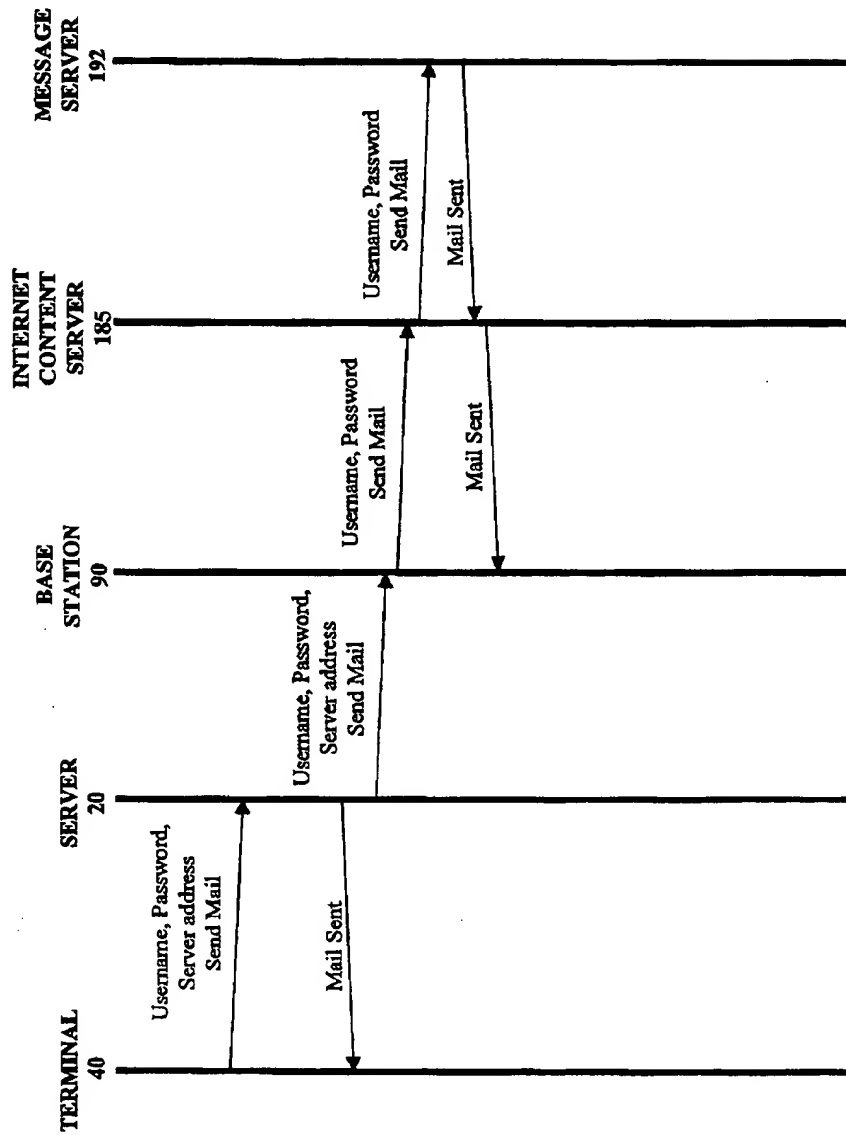 TERMINAL
40
SERVER
20
BASE
STATION
90
INTERNET
CONTENT
SERVER
185
MESSAGE
SERVER
192
Username, Password,
Server address
Send Mail
Mail Sent
Username, Password,
Server address
Send Mail
Username, Password
Send Mail
Mail Sent
Username, Password
Send Mail
Mail Sent